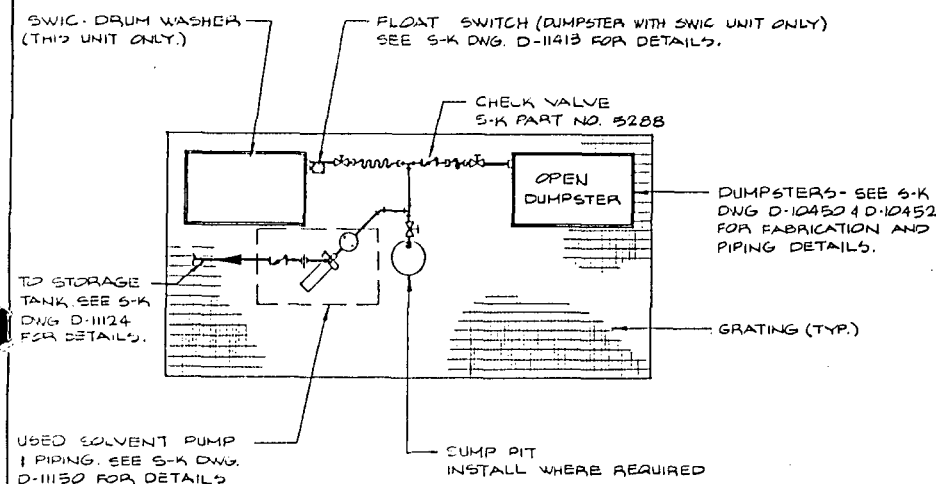 SWIC-DRUM WASHER
(THIS UNIT ONLY.)
FLOAT SWITCH (DUMPSTER WITH SWIC UNIT ONLY)
SEE S-K DWG. D-11413 FOR DETAILS.
CHECK VALVE
S-K PART NO. 5288
OPEN
DUMPSTER
DUMPSTERS- SEE S-K
DWG D-10450 & D-10452
FOR FABRICATION AND
PIPING DETAILS.
TO STORAGE
TANK. SEE S-K
DWG D-11124
FOR DETAILS.
GRATING (TYP.)
USED SOLVENT PUMP
& PIPING. SEE S-K DWG.
D-11150 FOR DETAILS
SUMP PIT
INSTALL WHERE REQUIRED